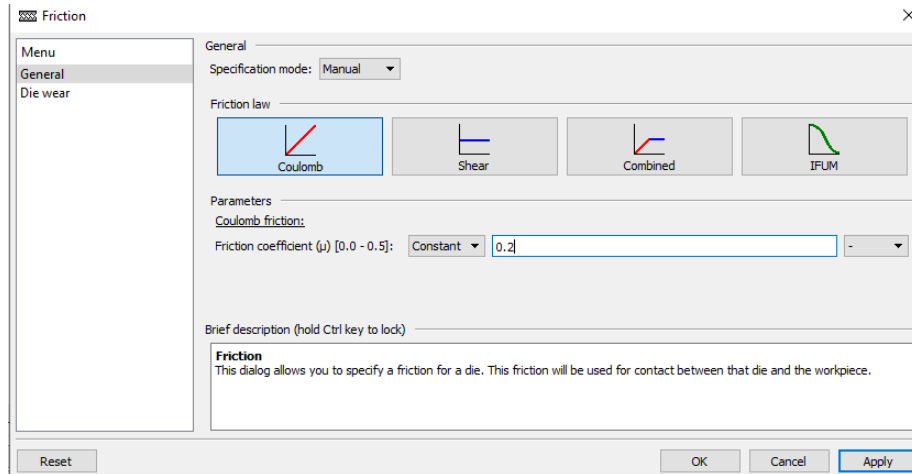 Friction
Menu
General
Die wear
General
Specification mode: Manual
Friction law
Coulomb
Shear
Combined
IFUM
Parameters
Coulomb friction:
Friction coefficient (μ) [0.0 - 0.5]: Constant 0.2 -
Brief description (hold Ctrl key to lock)
Friction
This dialog allows you to specify a friction for a die. This friction will be used for contact between that die and the workpiece.
Reset OK Cancel Apply